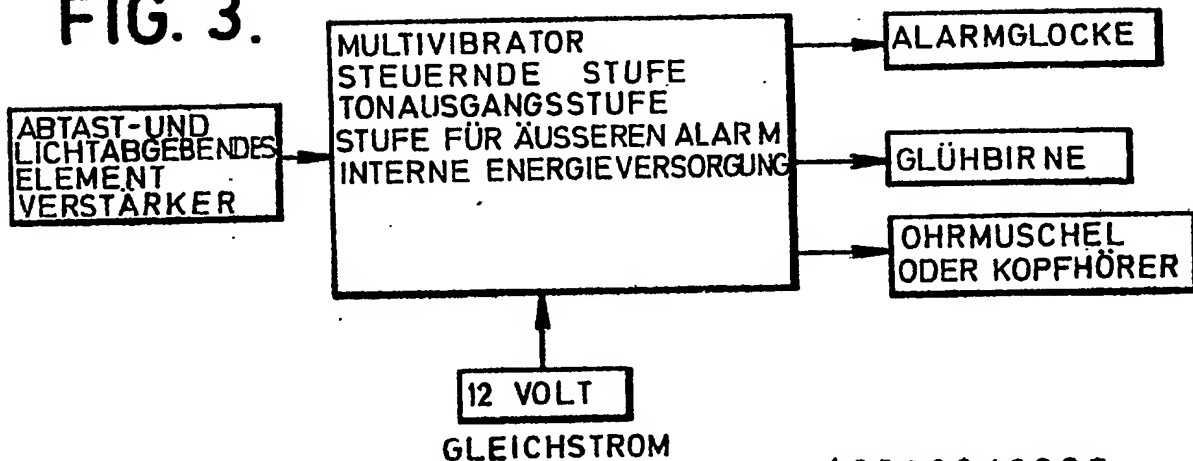 FIG. 3.
ABTAST-UND
LICHTABGEBENDES
ELEMENT
VERSTÄRKER
MULTIVIBRATOR
STEUERNDE STUFE
TONAUSGANGSSTUFE
STUFE FÜR ÄUSSEREN ALARM
INTERNE ENERGIEVERSORGUNG
ALARMGLOCKE
GLÜHBIRNE
OHRMUSCHEL
ODER KOPFHÖRER
12 VOLT
GLEICHSTROM